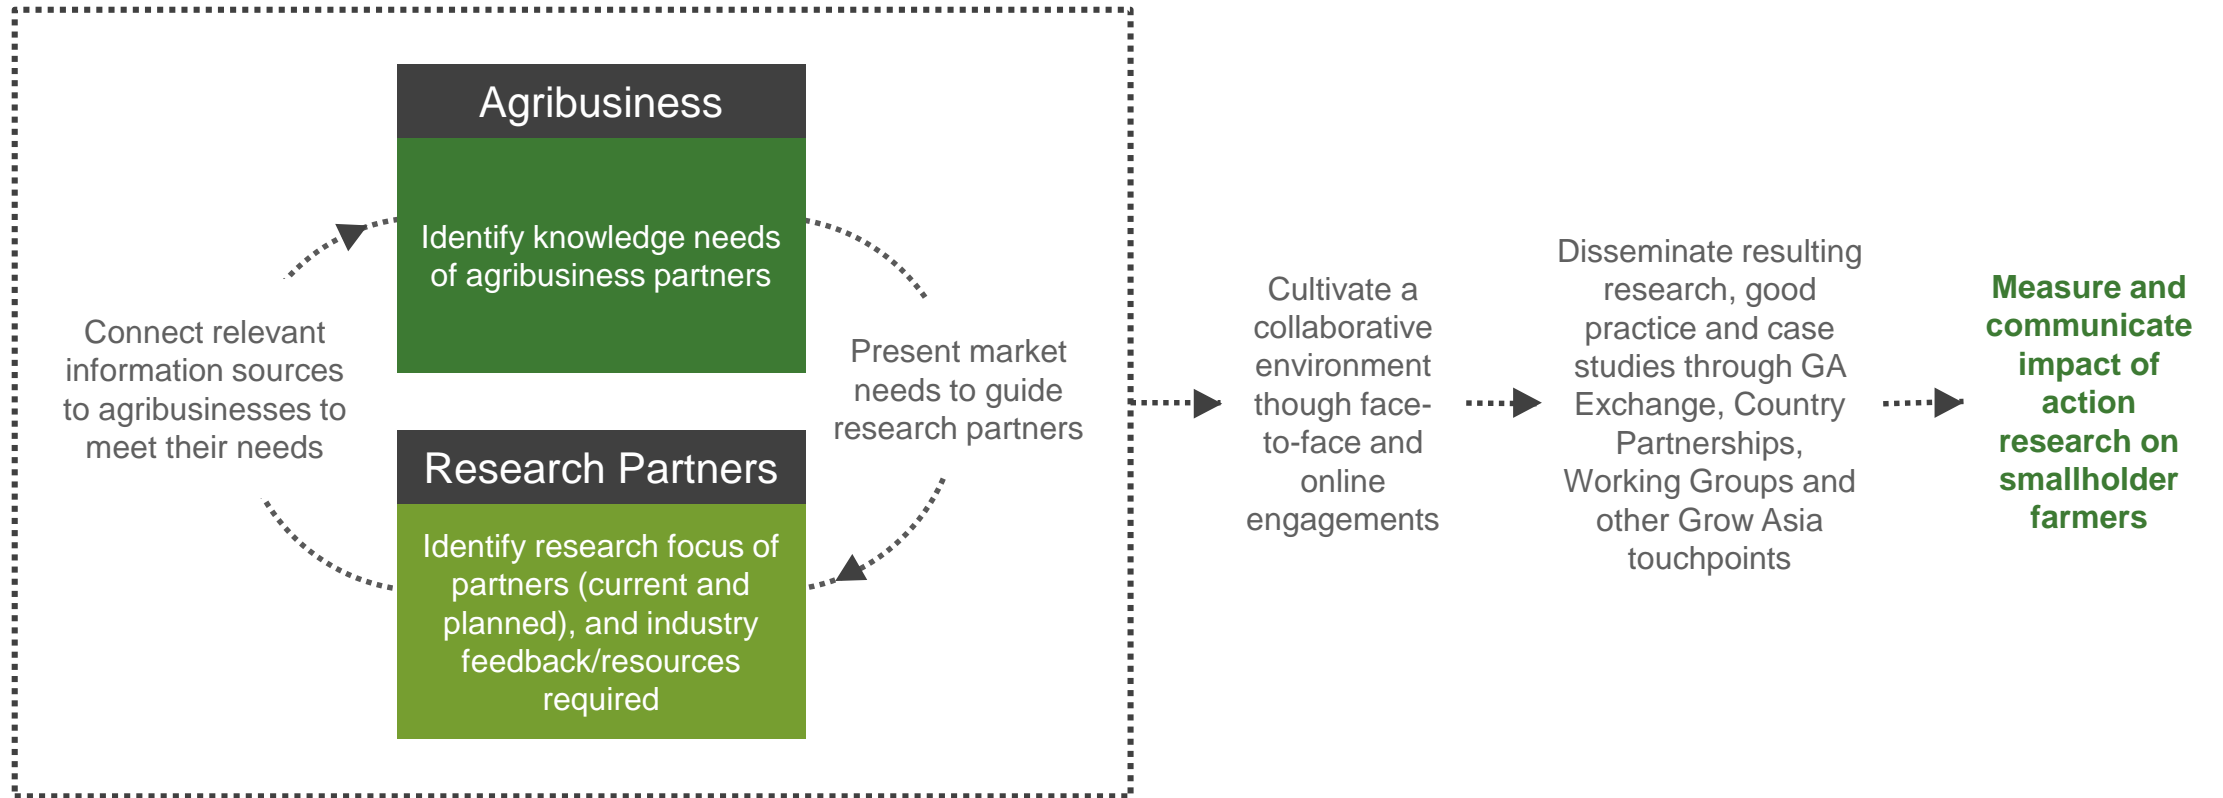 Agribusiness
Identify knowledge needs
of agribusiness partners
Connect relevant
information sources
to agribusinesses to
meet their needs
Present market
needs to guide
research partners
Research Partners
Identify research focus of
partners (current and
planned), and industry
feedback/resources
required
Cultivate a
collaborative
environment
though face-
to-face and
online
engagements
Disseminate resulting
research, good
practice and case
studies through GA
Exchange, Country
Partnerships,
Working Groups and
other Grow Asia
touchpoints
Measure and
communicate
impact of
action
research on
smallholder
farmers